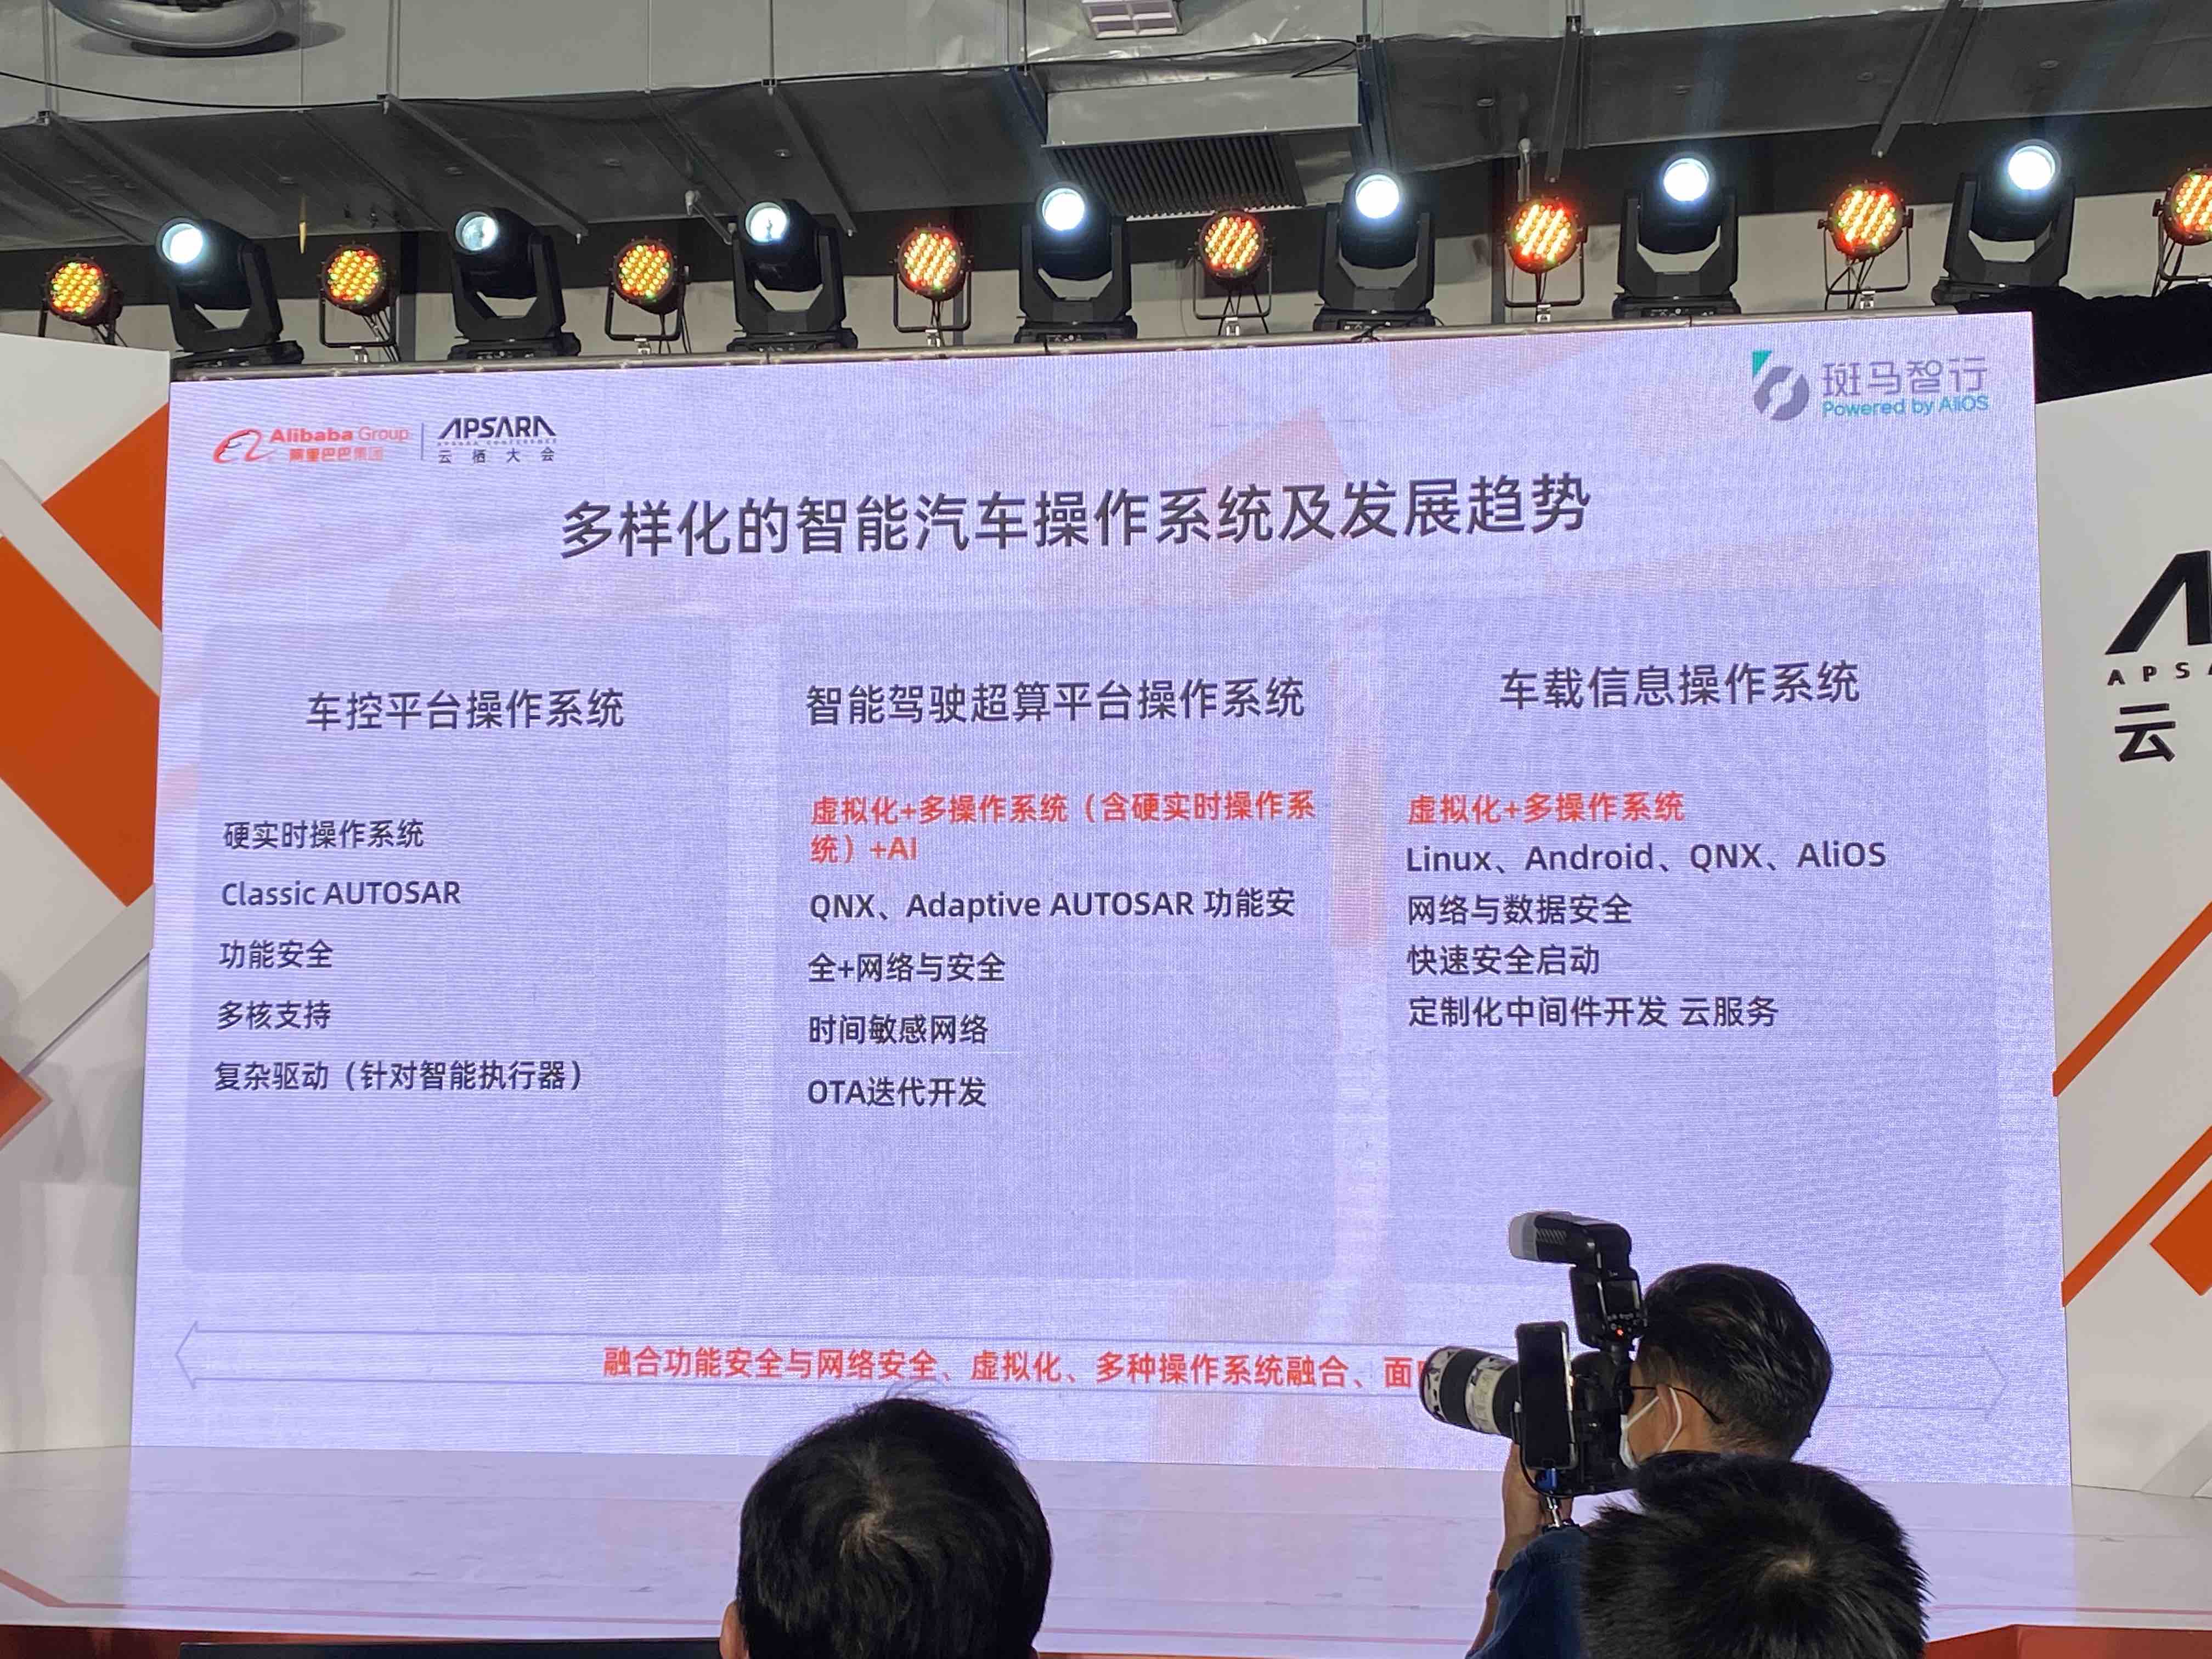 Alibaba Group
阿里巴巴集团
APSARA
APSARA CONFERENCE
云栖大会
斑马智行
Powered by AliOS
多样化的智能汽车操作系统及发展趋势
车控平台操作系统
硬实时操作系统
Classic AUTOSAR
功能安全
多核支持
复杂驱动（针对智能执行器）
智能驾驶超算平台操作系统
虚拟化+多操作系统（含硬实时操作系
统）+AI
QNX、Adaptive AUTOSAR 功能安
全+网络与安全
时间敏感网络
OTA迭代开发
车载信息操作系统
虚拟化+多操作系统
Linux、Android、QNX、AliOS
网络与数据安全
快速安全启动
定制化中间件开发 云服务
融合功能安全与网络安全、虚拟化、多种操作系统融合、面
APS
云